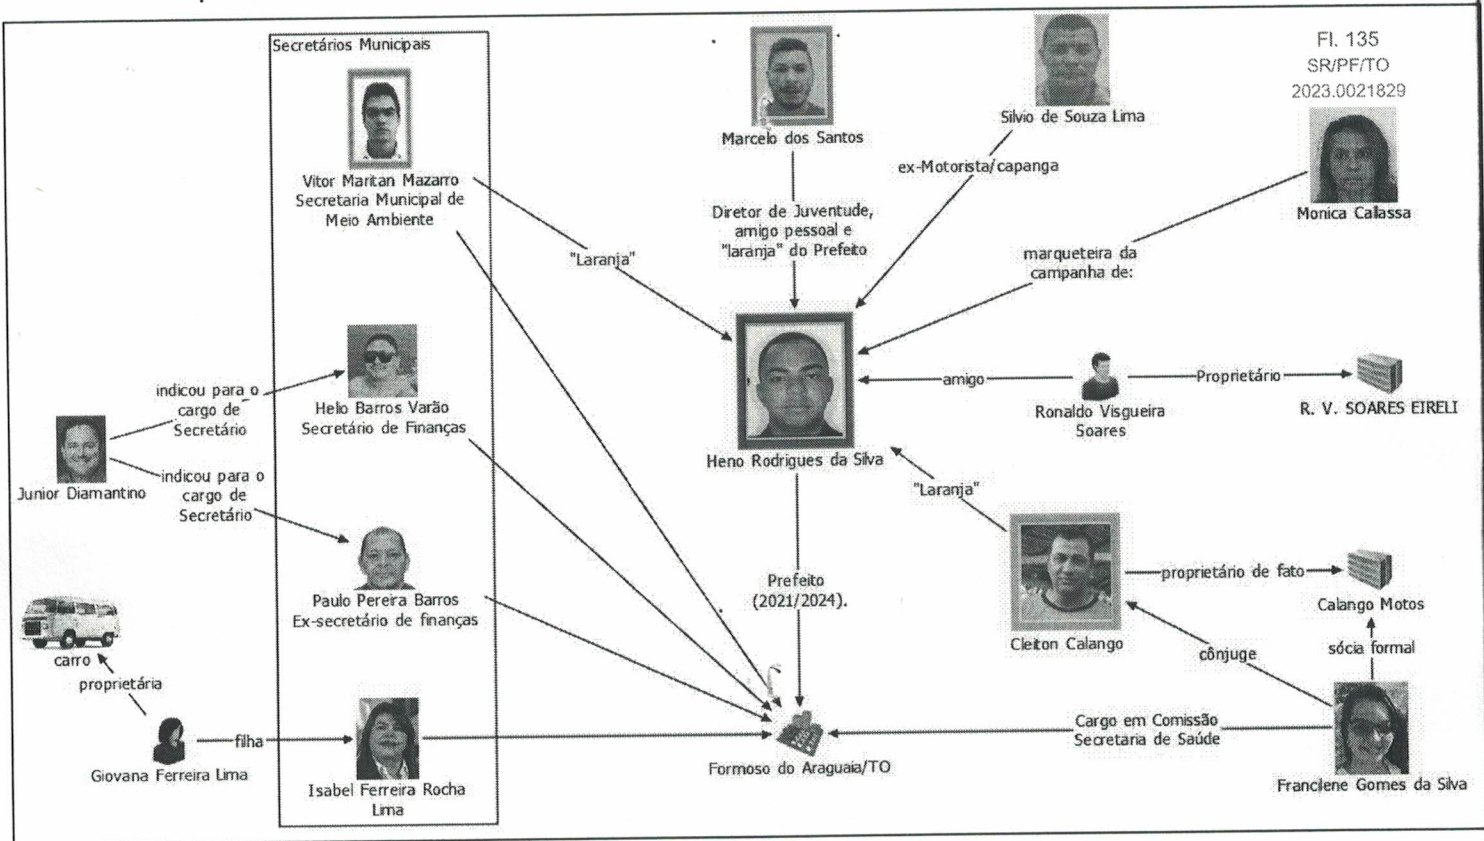 Secretários Municipais
Vitor Maritan Mazarro
Secretaria Municipal de
Meio Ambiente
"Laranja"
Marcelo dos Santos
Diretor de Juventude,
amigo pessoal e
"laranja" do Prefeito
Silvio de Souza Lima
ex-Motorista/capanga
Fl. 135
SR/PF/TO
2023.0021829
Monica Calassa
marqueteira da
campanha de:
Junior Diamantino
indicou para o
cargo de
Secretário
indicou para o
cargo de
Secretário
Helio Barros Varão
Secretário de Finanças
Heno Rodrigues da Silva
amigo
Ronaldo Visgueira
Soares
Proprietário
R. V. SOARES EIRELI
"Laranja"
Paulo Pereira Barros
Ex-secretário de finanças
Prefeito
(2021/2024).
Cleiton Calango
proprietário de fato
Calango Motos
carro
proprietária
Giovana Ferreira Lima
filha
Isabel Ferreira Rocha
Lima
Formoso do Araguaia/TO
cônjuge
sócia formal
Cargo em Comissão
Secretaria de Saúde
Francilene Gomes da Silva